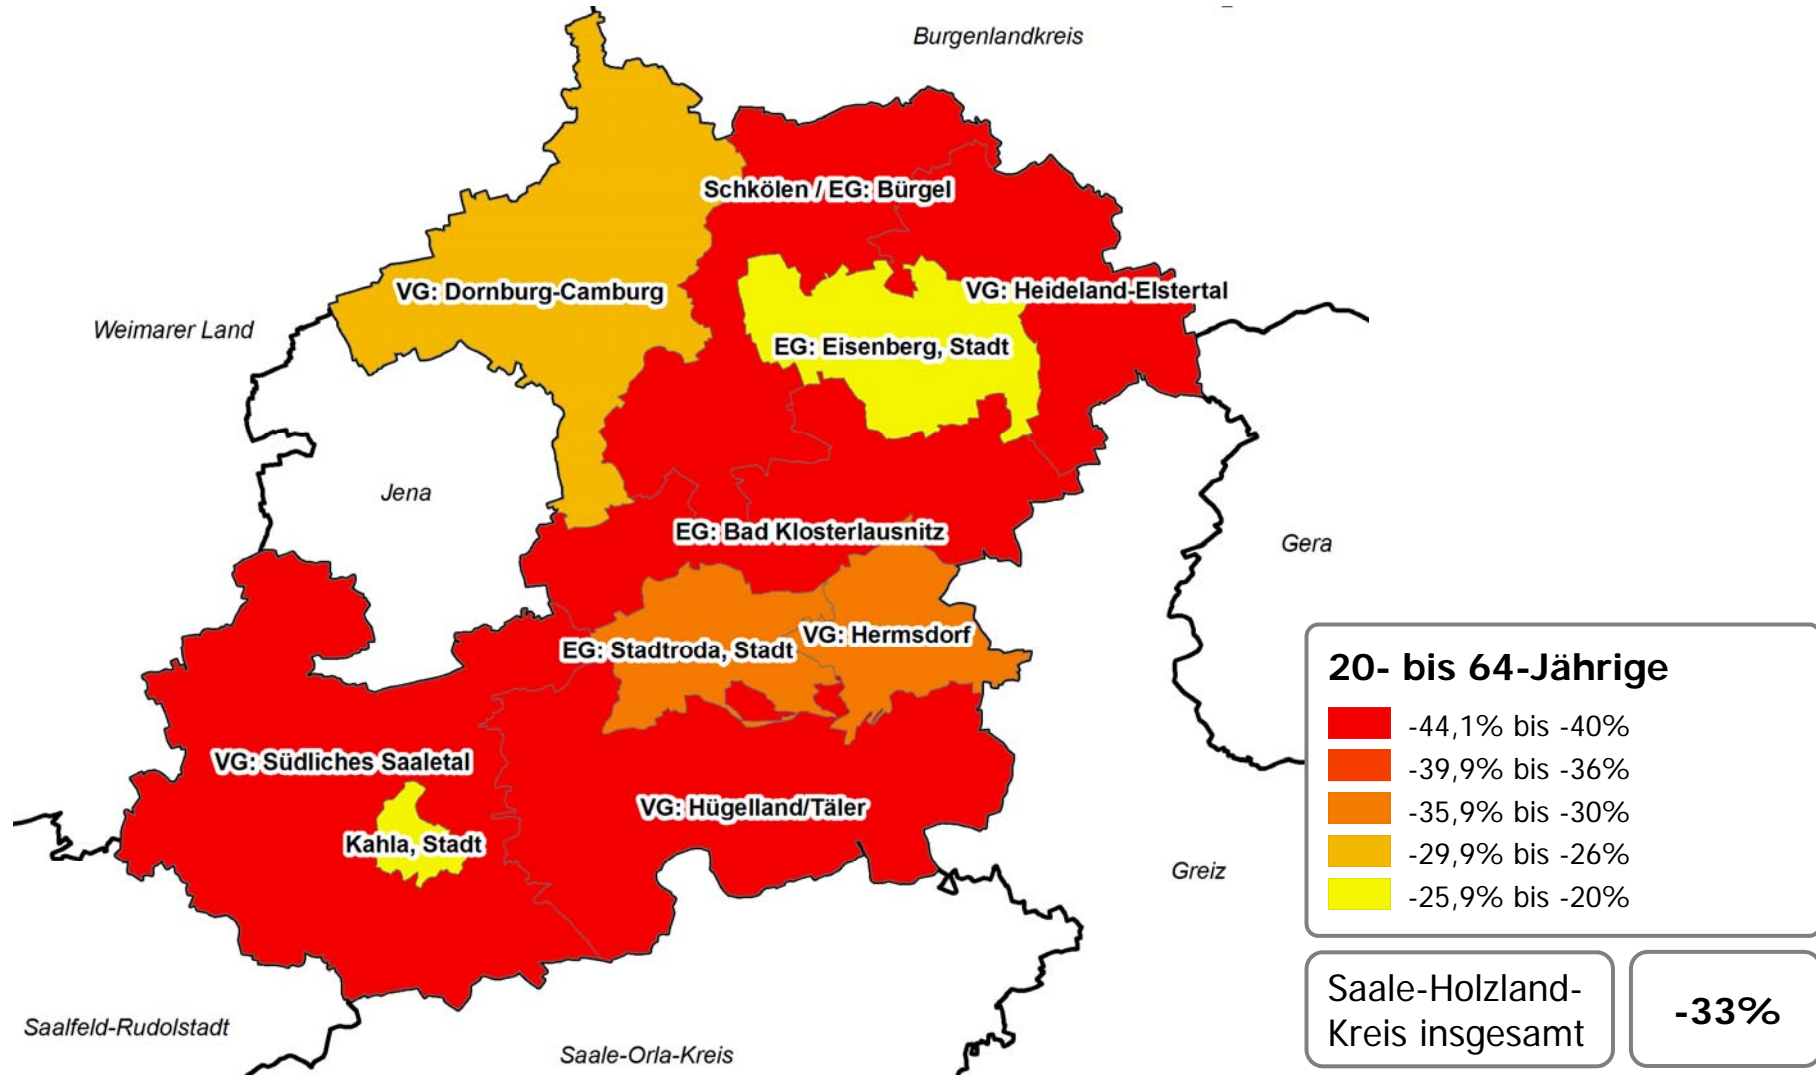 Burgenlandkreis
Schkölen / EG: Bürgel
VG: Dornburg-Camburg
VG: Heideland-Elstertal
Weimarer Land
EG: Eisenberg, Stadt
Jena
EG: Bad Klosterlausnitz
Gera
VG: Hermsdorf
EG: Stadtroda, Stadt
VG: Südliches Saaletal
VG: Hügelland/Täler
Kahla, Stadt
Greiz
Saalfeld-Rudolstadt
Saale-Orla-Kreis
20- bis 64-Jährige
-44,1% bis -40%
-39,9% bis -36%
-35,9% bis -30%
-29,9% bis -26%
-25,9% bis -20%
Saale-Holzland-
Kreis insgesamt
-33%